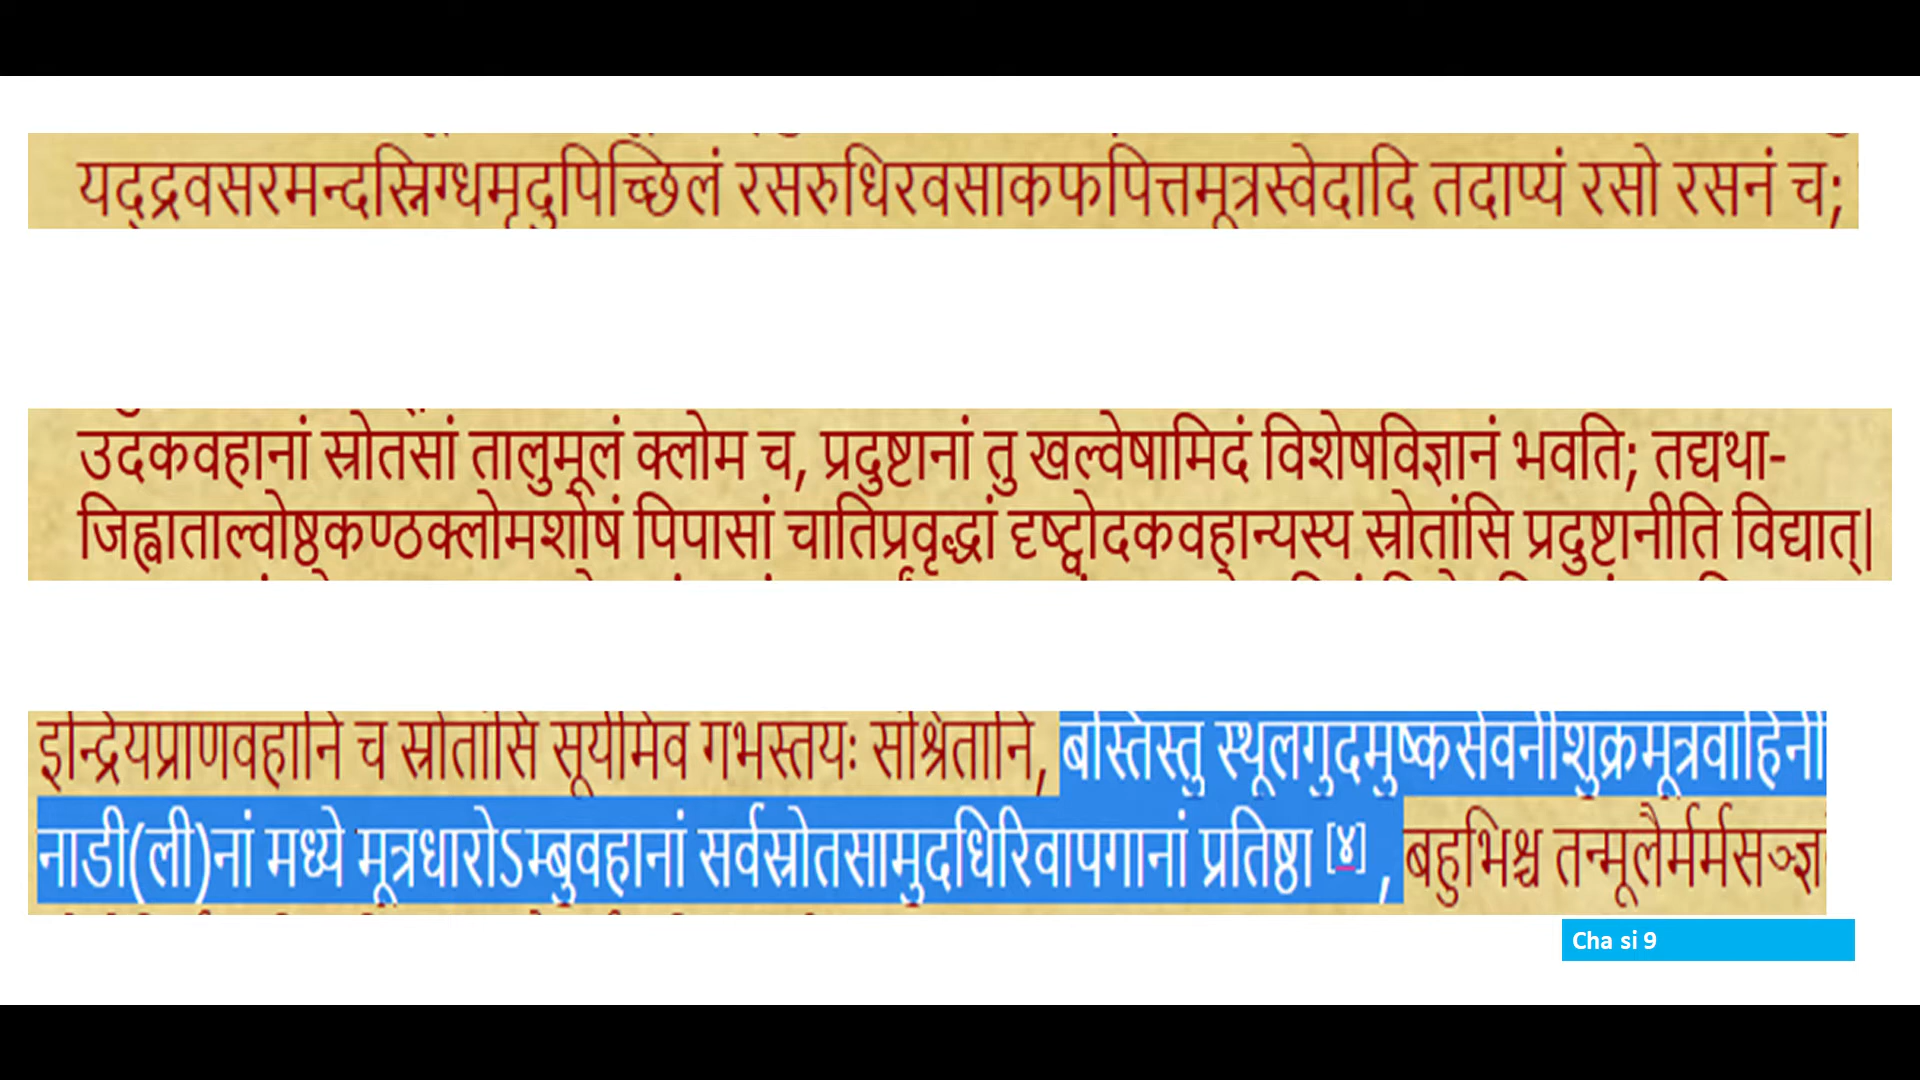 यद्द्रवसरमन्दस्निग्धमृदुपिच्छिलं रसरुधिरवसाकफपित्तमूत्रस्वेदादि तदाप्यं रसो रसनं च;
उदकवहानां स्रोतसां तालुमूलं क्लोम च, प्रदुष्टानां तु खल्वेषामिदं विशेषविज्ञानं भवति; तद्यथा-
जिह्वाताल्वोष्ठकण्ठक्लोमशोषं पिपासां चातिप्रवृद्धां दृष्ट्वोदकवहान्यस्य स्रोतांसि प्रदुष्टानीति विद्यात्|
इन्द्रियप्राणवहानि च स्रोतांसि सूर्यमिव गभस्तयः संश्रितानि, बस्तिस्तु स्थूलगुदमुष्कसेवनीशुक्रमूत्रवाहिनी
नाडी(ली)नां मध्ये मूत्रधारोऽम्बुवहानां सर्वस्रोतसामुदधिरिवापगानां प्रतिष्ठा [४] , बहुभिश्च तन्मूलैर्मर्मसञ्ज्ञ
Cha si 9